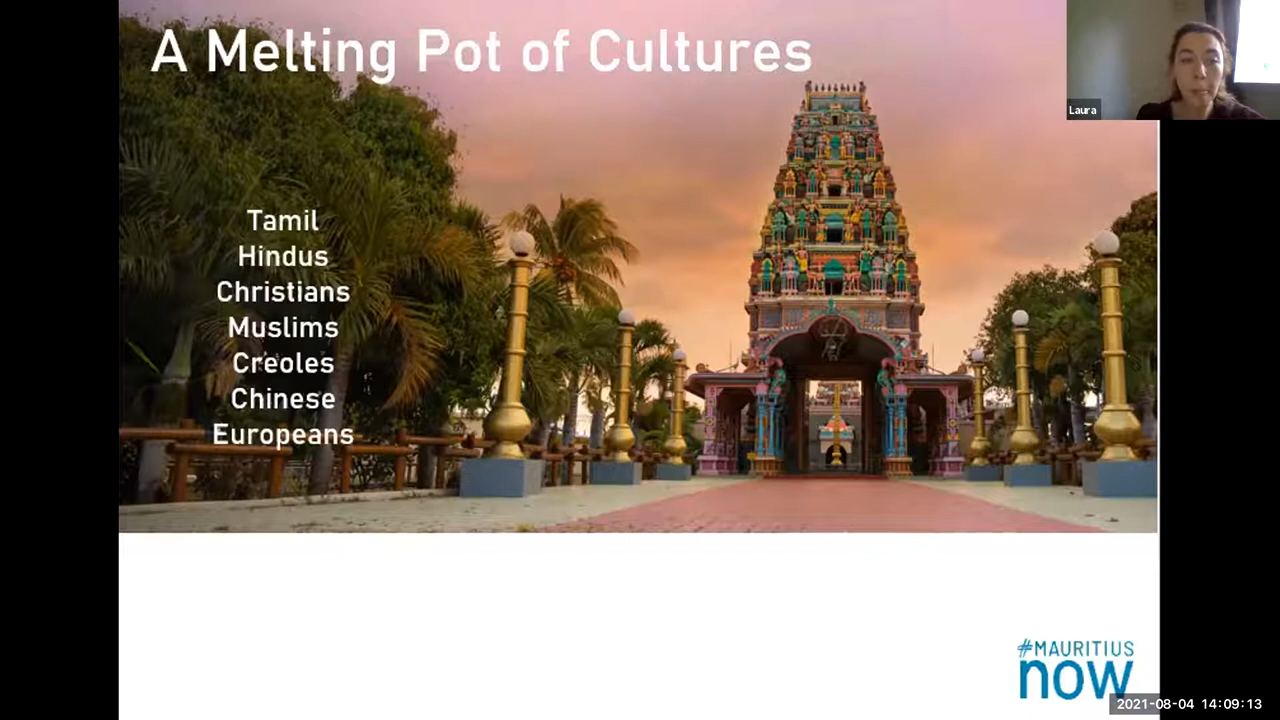 A Melting Pot of Cultures
Laura
Tamil
Hindus
Christians
Muslims
Creoles
Chinese
Europeans
#MAURITIUS
now
2021-08-04 14:09:13